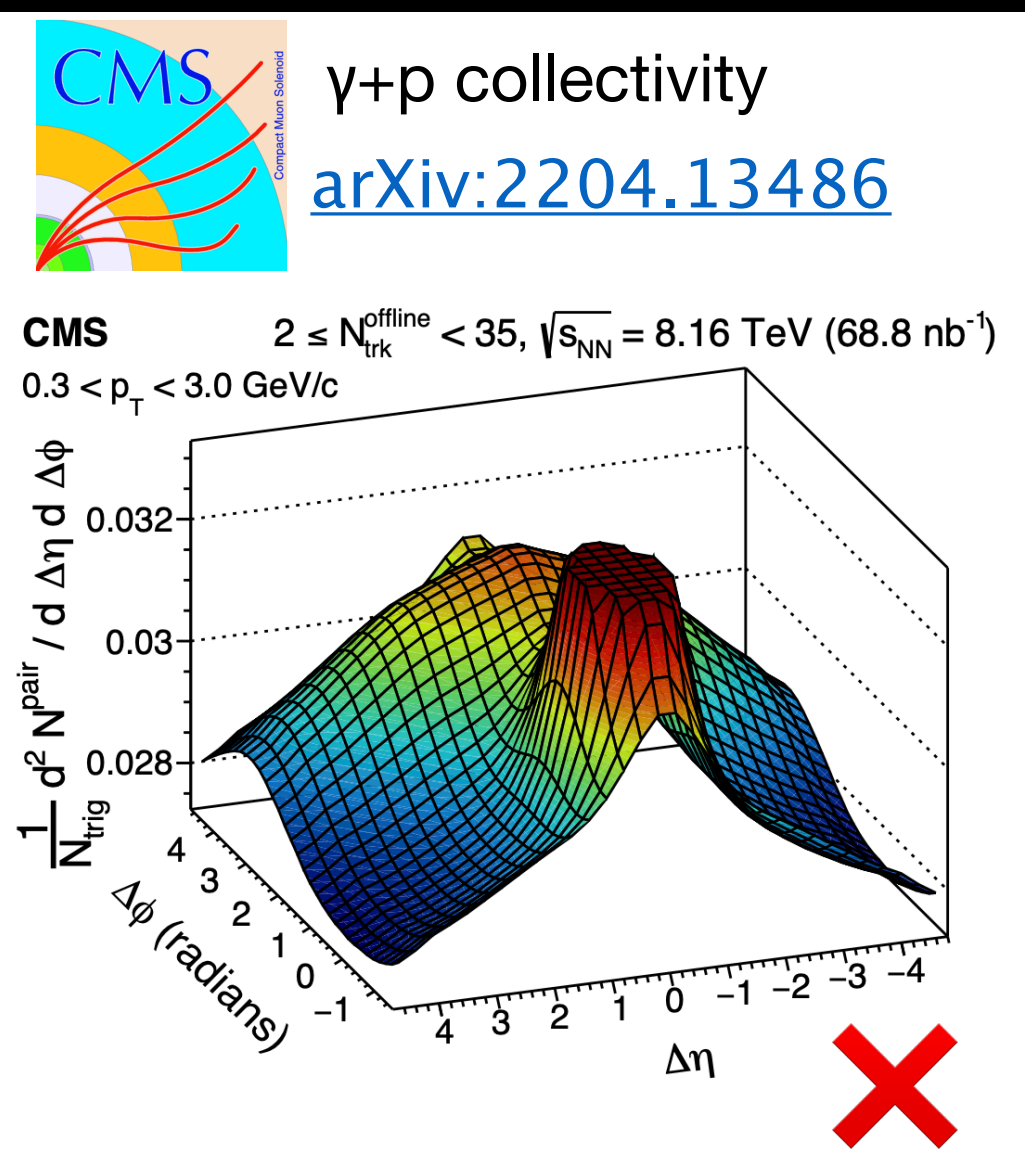 CMS
Compact Muon Solenoid
γ+p collectivity
arXiv:2204.13486
CMS 2 ≤ N_trk^offline < 35, √s_NN = 8.16 TeV (68.8 nb^-1)
0.3 < p_T < 3.0 GeV/c
1/N_trig d² N^pair / d Δη d Δϕ
0.032
0.03
0.028
4
3
2
1
0
−1
Δϕ (radians)
4 3 2 1 0 −1 −2 −3 −4
Δη